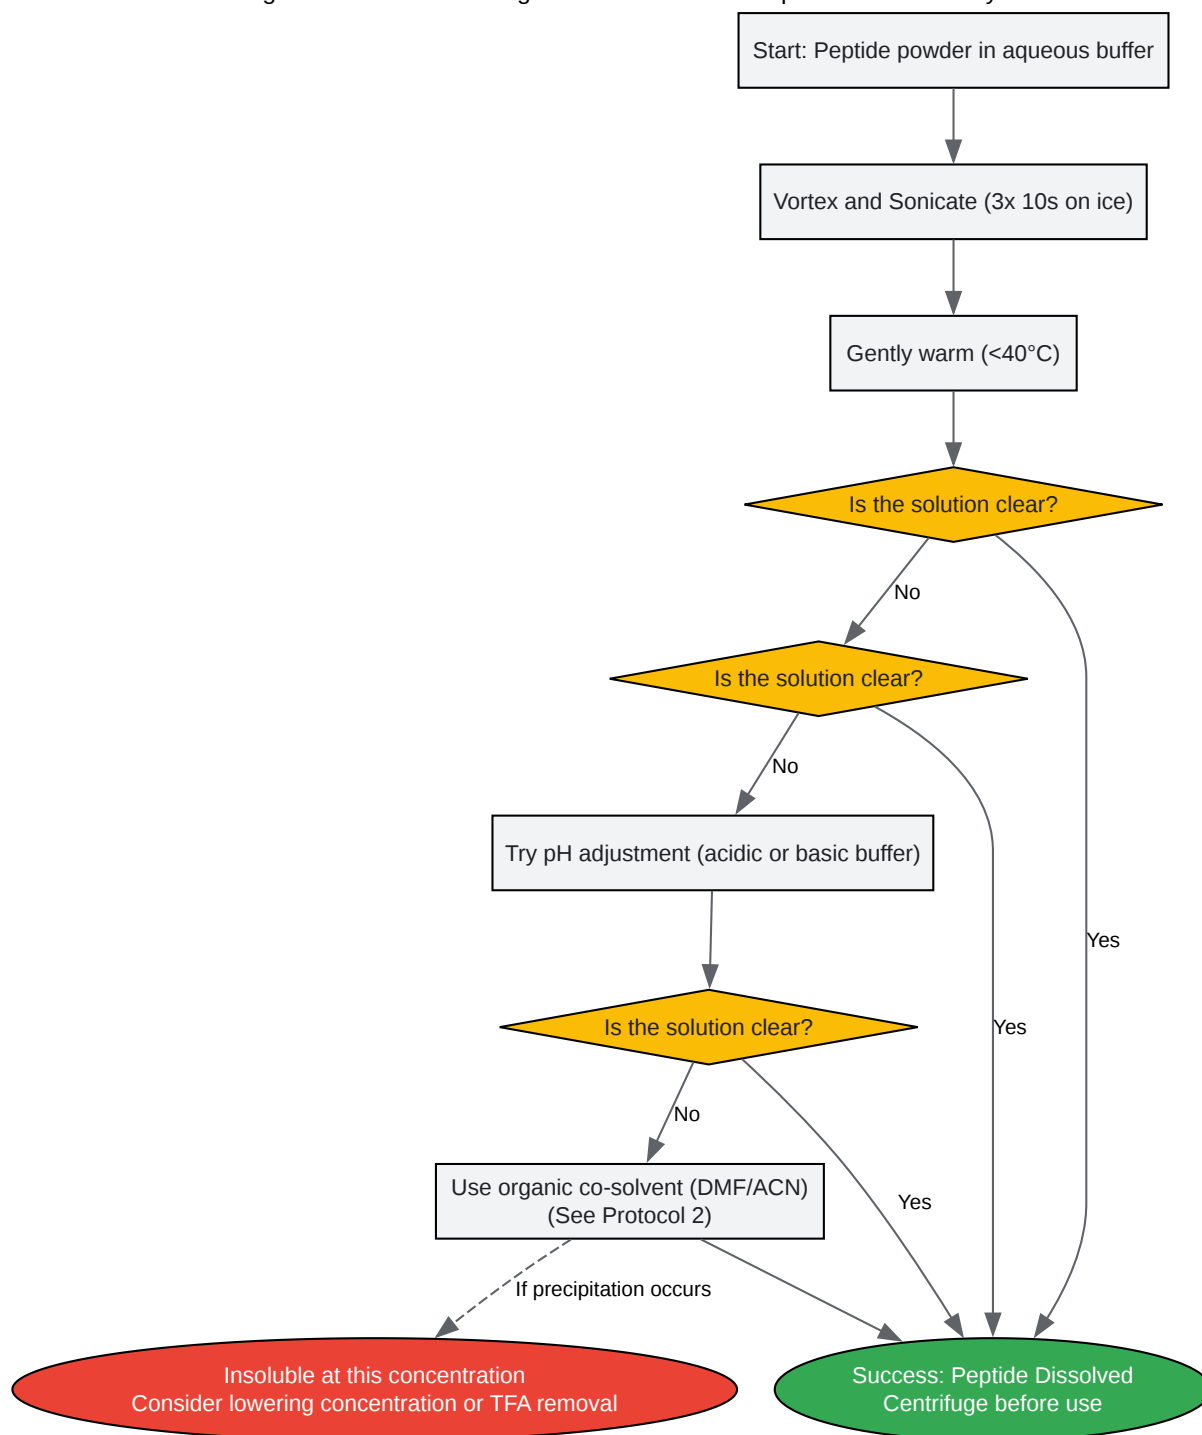 Start: Peptide powder in aqueous buffer
Vortex and Sonicate (3x 10s on ice)
Gently warm (<40°C)
Is the solution clear?
No
Is the solution clear?
No
Try pH adjustment (acidic or basic buffer)
Yes
Is the solution clear?
Yes
No
Use organic co-solvent (DMF/ACN)
(See Protocol 2)
Yes
If precipitation occurs
Insoluble at this concentration
Consider lowering concentration or TFA removal
Success: Peptide Dissolved
Centrifuge before use